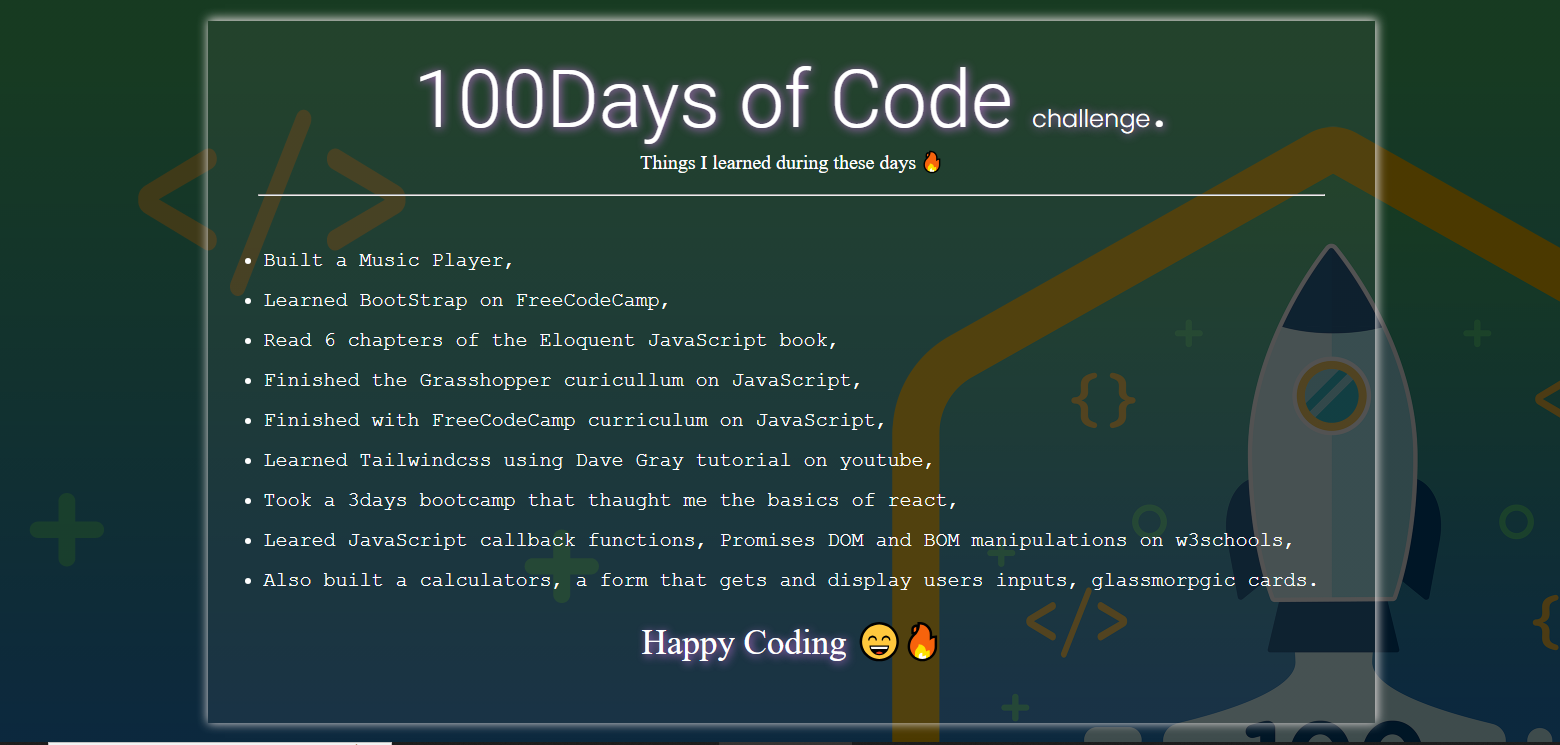 100Days of Code challenge.
Things I learned during these days 🔥
</>
• Built a Music Player,
• Learned BootStrap on FreeCodeCamp,
• Read 6 chapters of the Eloquent JavaScript book,
• Finished the Grasshopper curicullum on JavaScript,
{}
• Finished with FreeCodeCamp curriculum on JavaScript,
• Learned Tailwindcss using Dave Gray tutorial on youtube,
• Took a 3days bootcamp that thaught me the basics of react,
• Leared JavaScript callback functions, Promises DOM and BOM manipulations on w3schools,
• Also built a calculators, a form that gets and display users inputs, glassmorpgic cards.
</>
Happy Coding 😄🔥
100